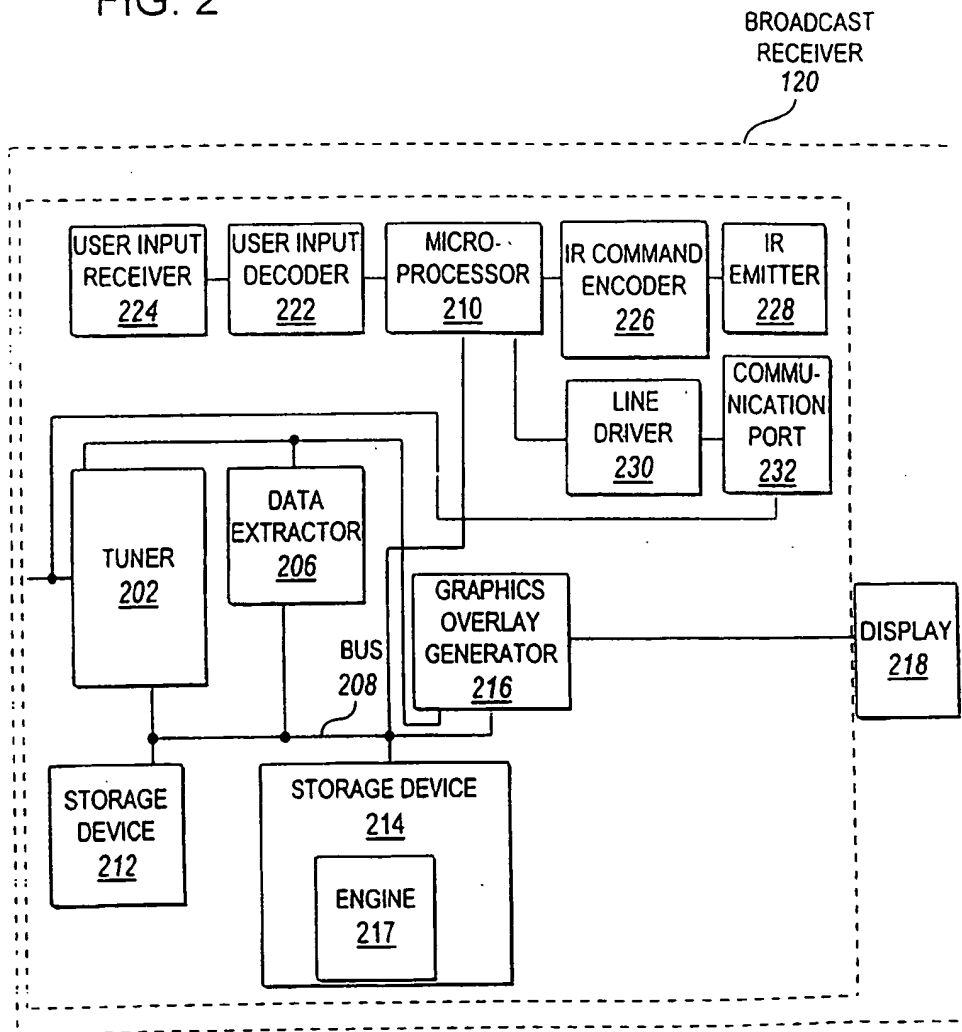 FIG. 2
BROADCAST
RECEIVER
120
USER INPUT
RECEIVER
224
USER INPUT
DECODER
222
MICRO-
PROCESSOR
210
IR COMMAND
ENCODER
226
IR
EMITTER
228
LINE
DRIVER
230
COMMU-
NICATION
PORT
232
TUNER
202
DATA
EXTRACTOR
206
GRAPHICS
OVERLAY
GENERATOR
216
DISPLAY
218
BUS
208
STORAGE
DEVICE
212
STORAGE DEVICE
214
ENGINE
217